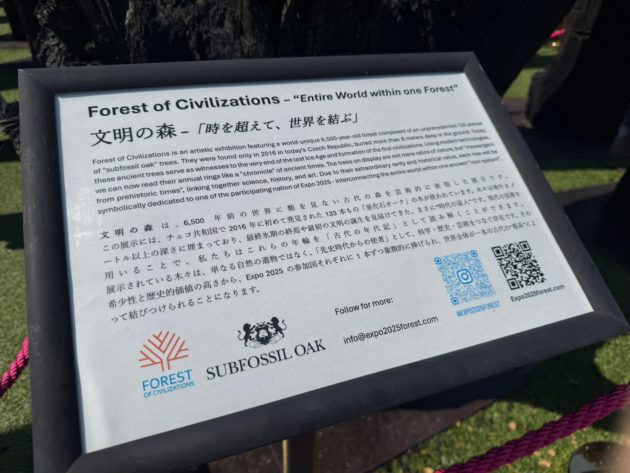 Forest of Civilizations – “Entire World within one Forest”
文明の森 –「時を超えて、世界を結ぶ」
Forest of Civilizations is an artistic exhibition featuring a world-unique 6,500-year-old forest composed of an unprecedented 133 pieces
of "subfossil oak" trees. They were found only in 2016 in today's Czech Republic, buried more than 8 meters deep in the ground. Today,
these ancient trees serve as witnesses to the very end of the last Ice Age and formation of the first civilizations. Using modern technologies,
we can now read their annual rings like a "chronicle" of ancient times. The trees on display are not mere relics of nature, but "messengers
from prehistoric times", linking together science, history, and art. Due to their extraordinary rarity and historical value, each tree will be
symbolically dedicated to one of the participating nation of Expo 2025 - interconnecting the entire world within one ancient "root-system".
文明の森は、6,500 年前の世界に類を見ない古代の森を芸術的に表現した展示です。
この展示には、チェコ共和国で 2016 年に初めて発見された 133 本もの「亜化石オーク」の木が使われています。木々は地中 8 メ
ートル以上の深さに埋まっており、最終氷期の終焉や最初の文明の誕生を見届けてきた、まさに"時代の証人"です。現代の技術を
用いることで、私たちはこれらの年輪を「古代の年代記」として読み解くことができます。
展示されている木々は、単なる自然の遺物ではなく、「先史時代からの使者」として、科学・歴史・芸術をつなぐ存在です。その
希少性と歴史的価値の高さから、Expo 2025 の参加国それぞれに 1 本ずつ象徴的に捧げられ、世界全体が一本の古代の"根系"によ
って結びつけられることになります。
FOREST
OF CIVILIZATIONS
SUBFOSSIL OAK
Follow for more:
info@expo2025forest.com
@EXPO2025FOREST
Expo2025forest.com